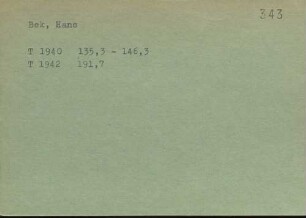 343
Bek, Hans
T 1940 135,3 - 146,3
T 1942 191,7